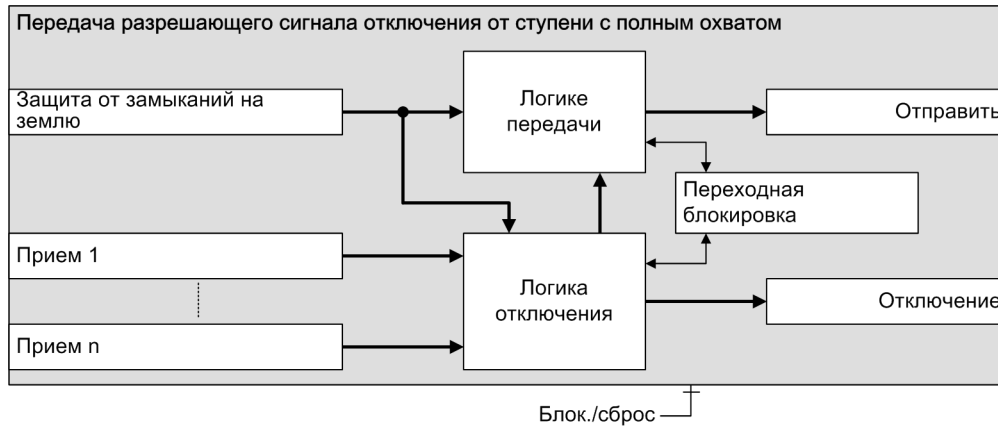 Передача разрешающего сигнала отключения от ступени с полным охватом
Защита от замыканий на
землю
Логике
передачи
Отправить
Переходная
блокировка
Прием 1
Логика
отключения
Отключение
Прием n
Блок./сброс